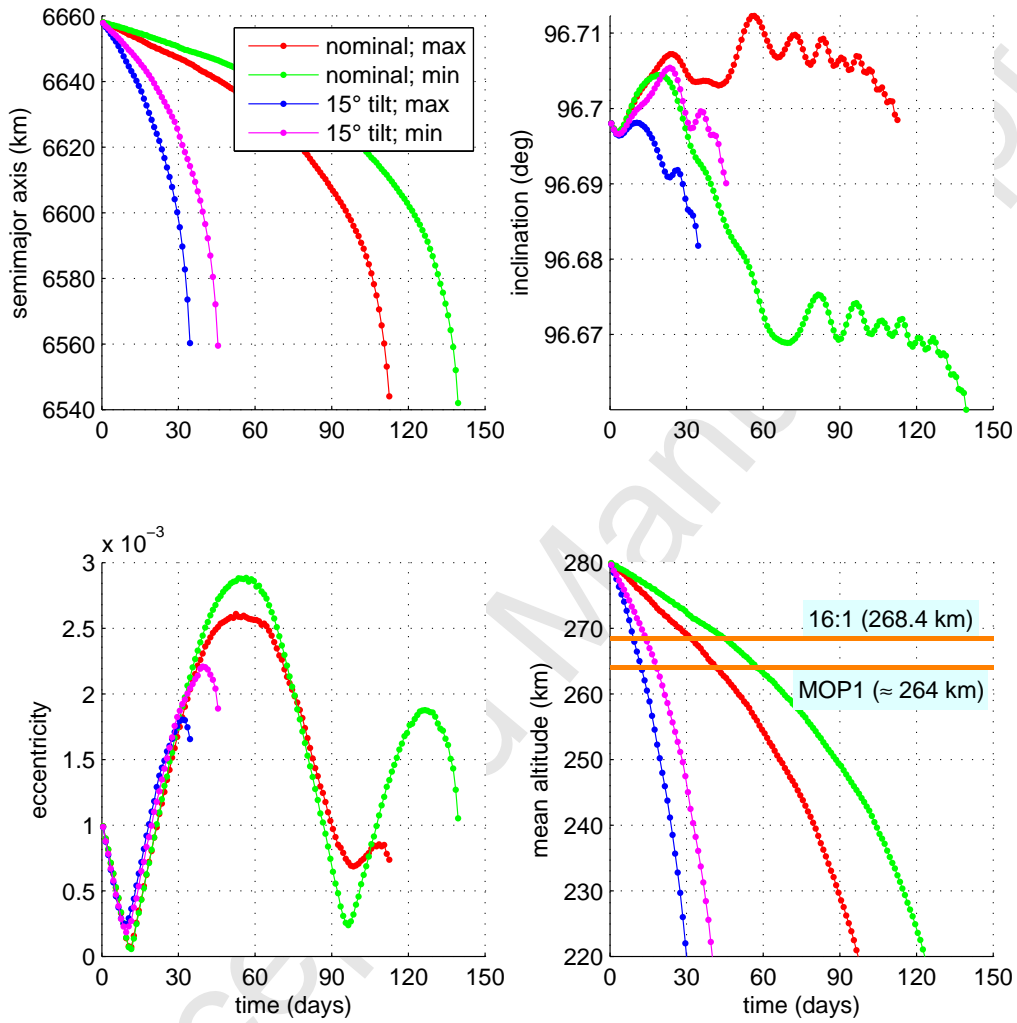 6660
6640
6620
6600
6580
6560
6540
semimajor axis (km)
0 30 60 90 120 150
nominal; max
nominal; min
15° tilt; max
15° tilt; min
96.71
96.7
96.69
96.68
96.67
inclination (deg)
0 30 60 90 120 150
x 10⁻³
3
2.5
2
1.5
1
0.5
0
eccentricity
0 30 60 90 120 150
time (days)
280
270
260
250
240
230
220
mean altitude (km)
16:1 (268.4 km)
MOP1 (≈ 264 km)
0 30 60 90 120 150
time (days)